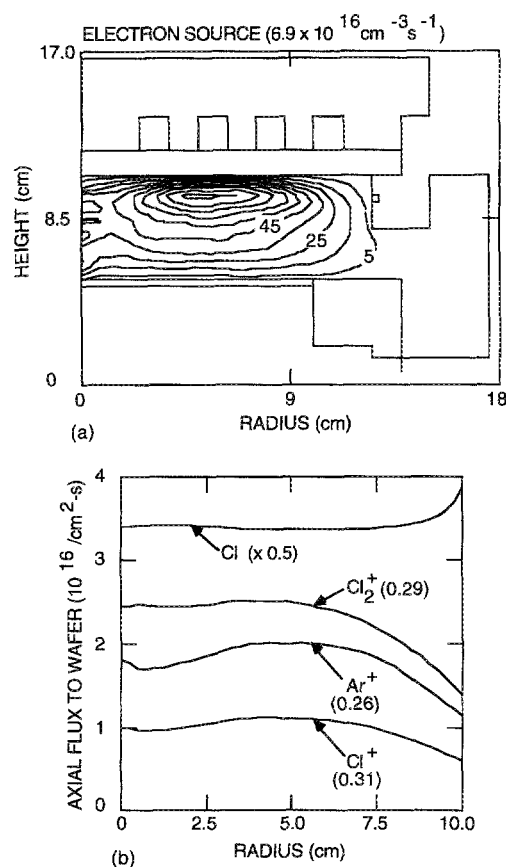 ELECTRON SOURCE (6.9 x 10 16 cm -3 s -1)
17.0
HEIGHT (cm)
8.5
45
25
5
0
0
9
18
RADIUS (cm)
(a)
AXIAL FLUX TO WAFER (10 16 /cm2-s)
4
3
2
1
0
Cl (x 0.5)
Cl2+ (0.29)
Ar+
(0.26)
Cl+
(0.31)
0
2.5
5.0
7.5
10.0
RADIUS (cm)
(b)